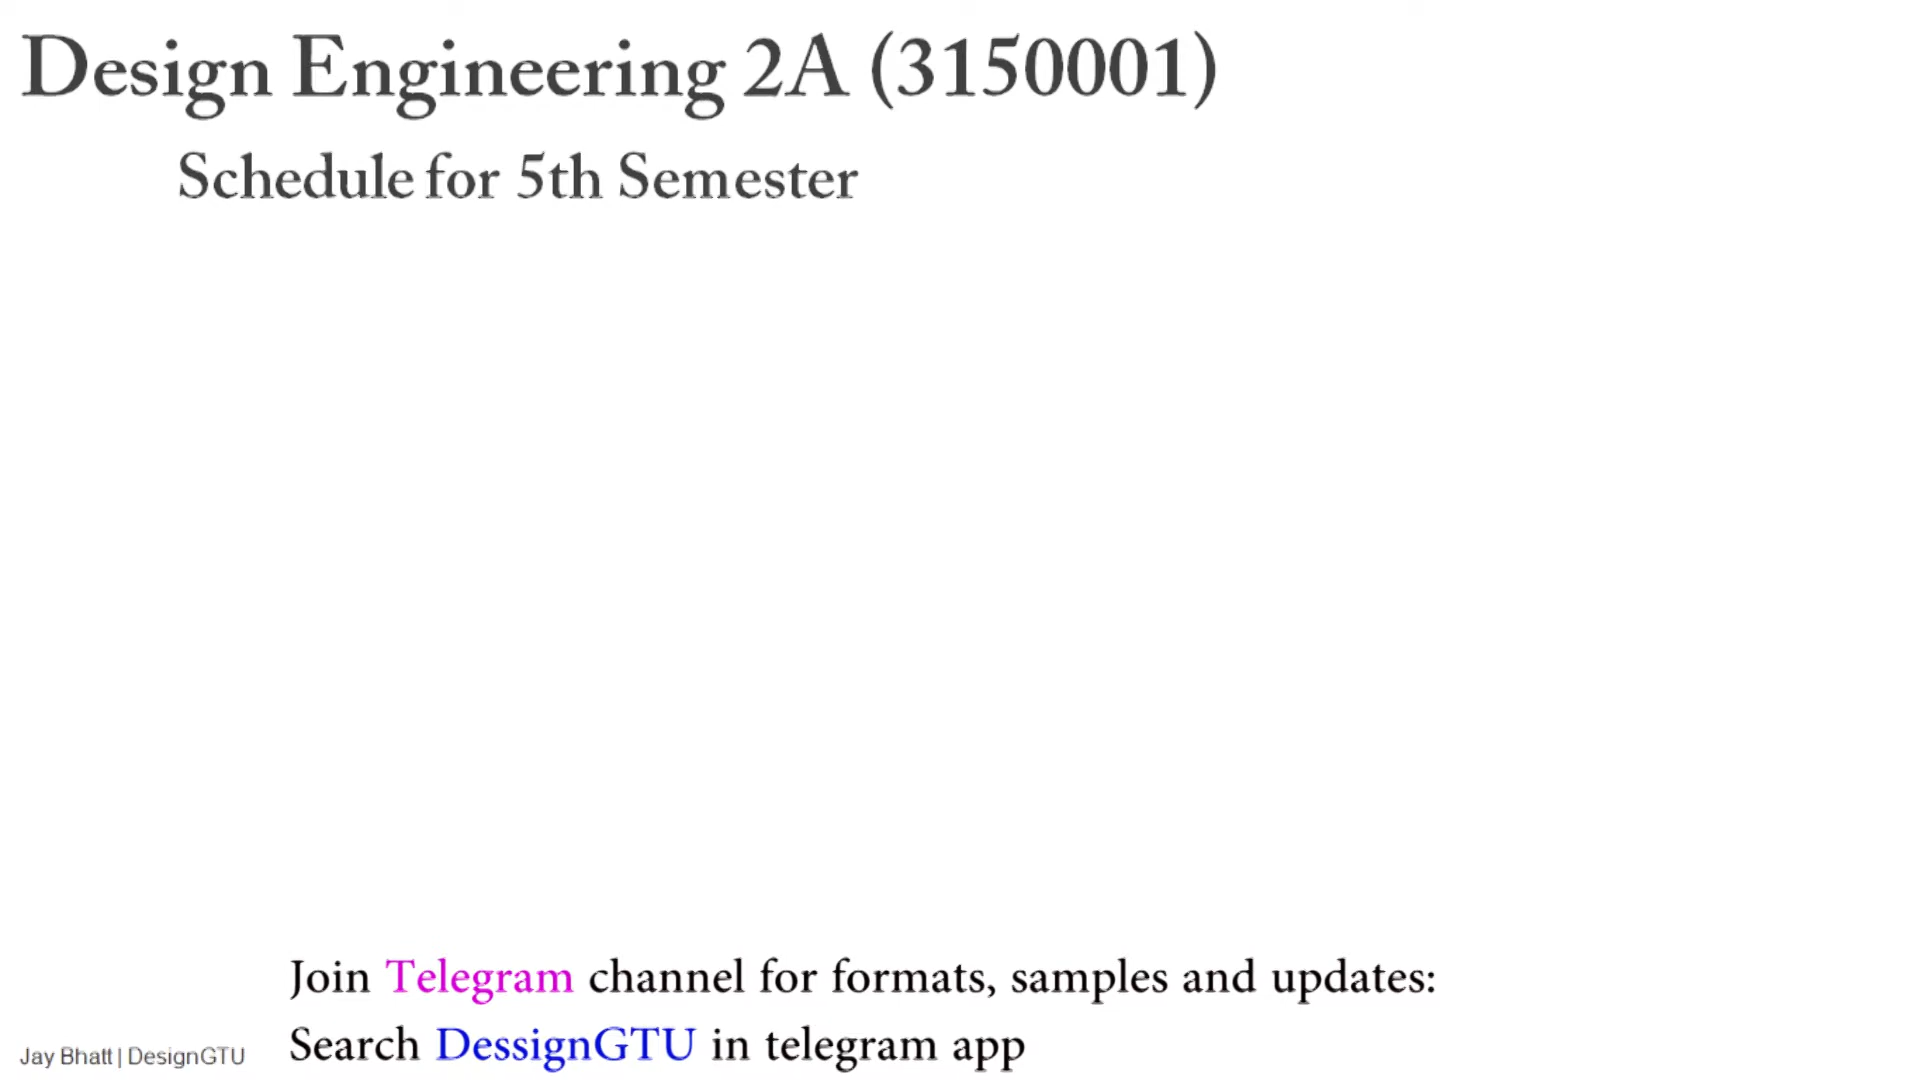 Design Engineering 2A (3150001)
Schedule for 5th Semester
Join Telegram channel for formats, samples and updates:
Search DessignGTU in telegram app
Jay Bhatt | DesignGTU